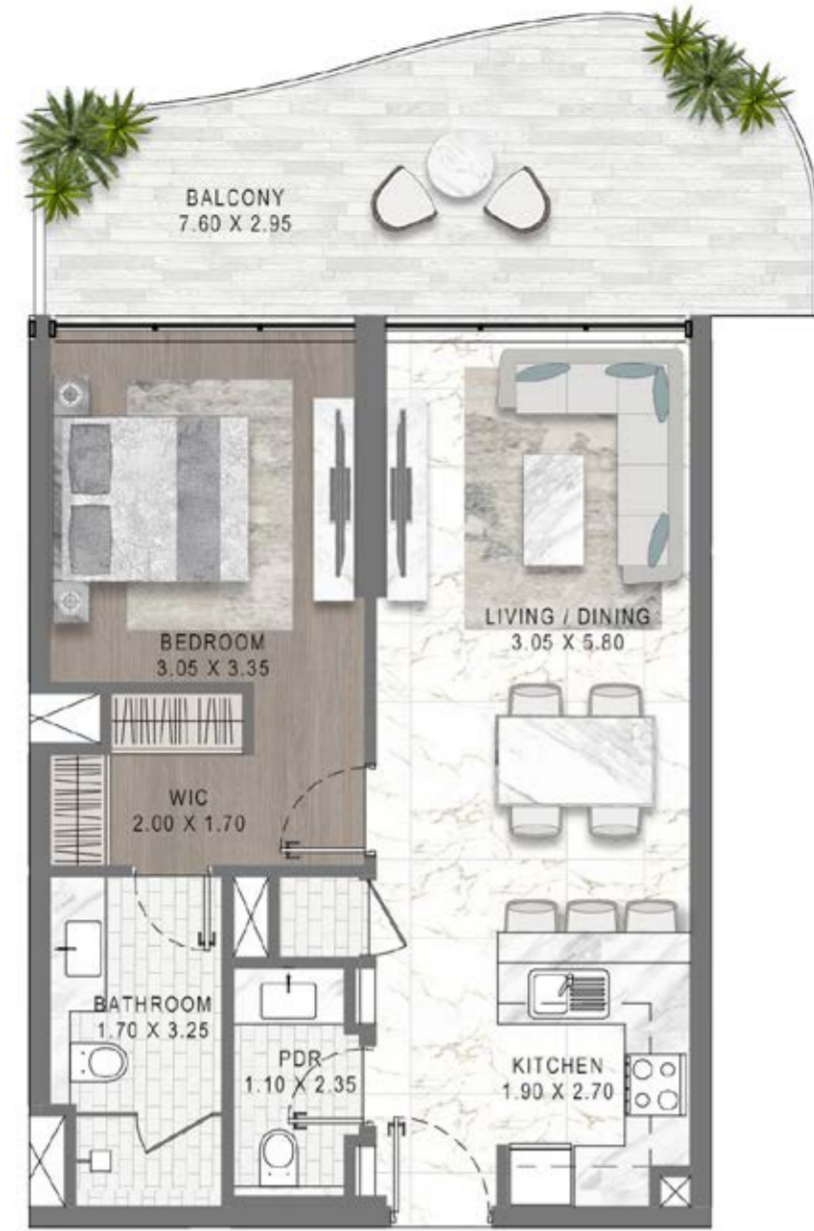 BALCONY
7.60 X 2.95
BEDROOM
3.05 X 3.35
LIVING / DINING
3.05 X 5.80
WIC
2.00 X 1.70
BATHROOM
1.70 X 3.25
PDR
1.10 X 2.35
KITCHEN
1.90 X 2.70